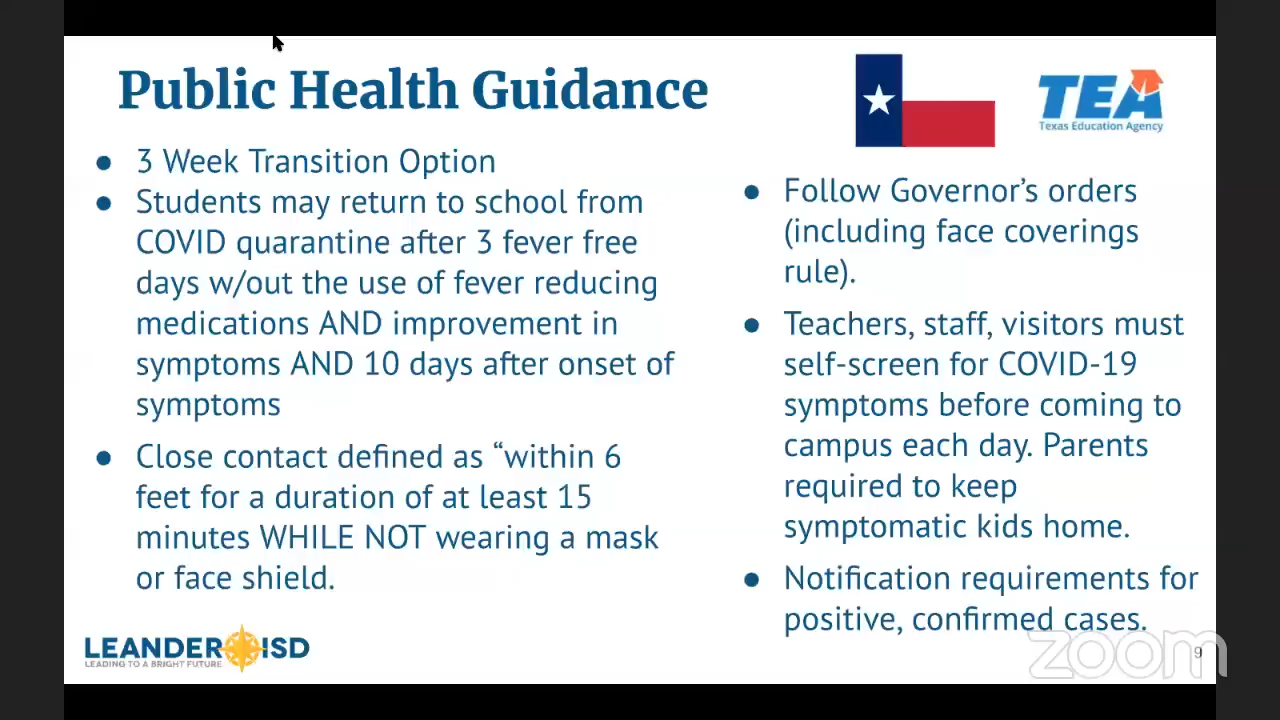 Public Health Guidance
TEA
Texas Education Agency
● 3 Week Transition Option
● Students may return to school from
COVID quarantine after 3 fever free
days w/out the use of fever reducing
medications AND improvement in
symptoms AND 10 days after onset of
symptoms
● Close contact defined as “within 6
feet for a duration of at least 15
minutes WHILE NOT wearing a mask
or face shield.
● Follow Governor’s orders
(including face coverings
rule).
● Teachers, staff, visitors must
self-screen for COVID-19
symptoms before coming to
campus each day. Parents
required to keep
symptomatic kids home.
● Notification requirements for
positive, confirmed cases.
LEANDER ISD
LEADING TO A BRIGHT FUTURE
zoom
9